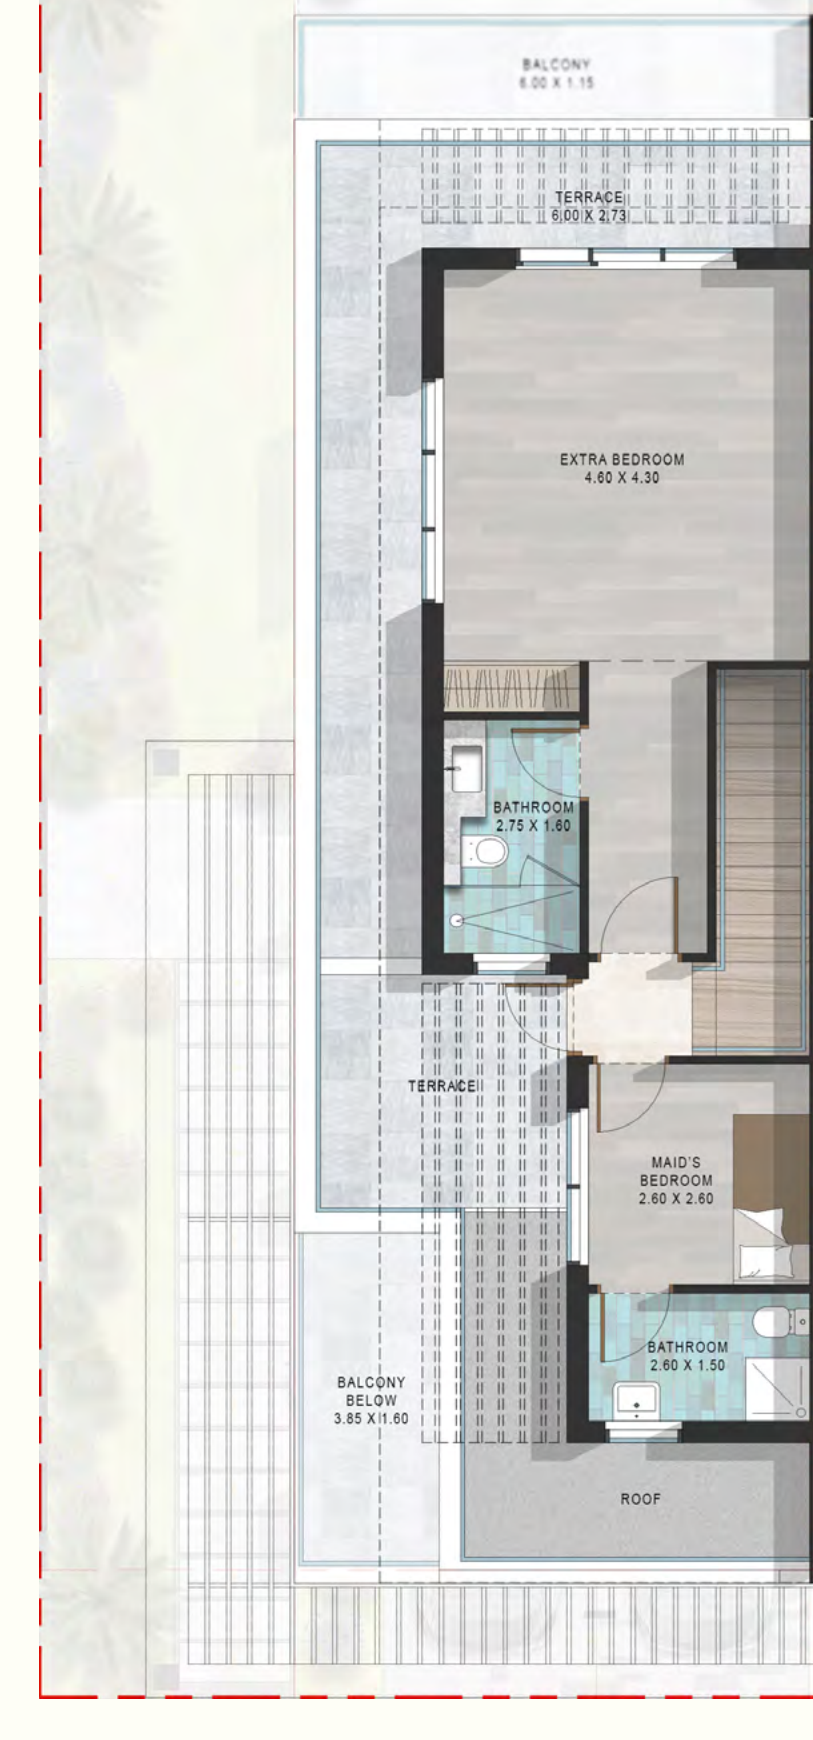 BALCONY
6.00 X 1.15
TERRACE
6.00 X 2.73
EXTRA BEDROOM
4.60 X 4.30
BATHROOM
2.75 X 1.60
TERRACE
MAID'S
BEDROOM
2.60 X 2.60
BATHROOM
2.60 X 1.50
BALCONY
BELOW
3.85 X 1.60
ROOF